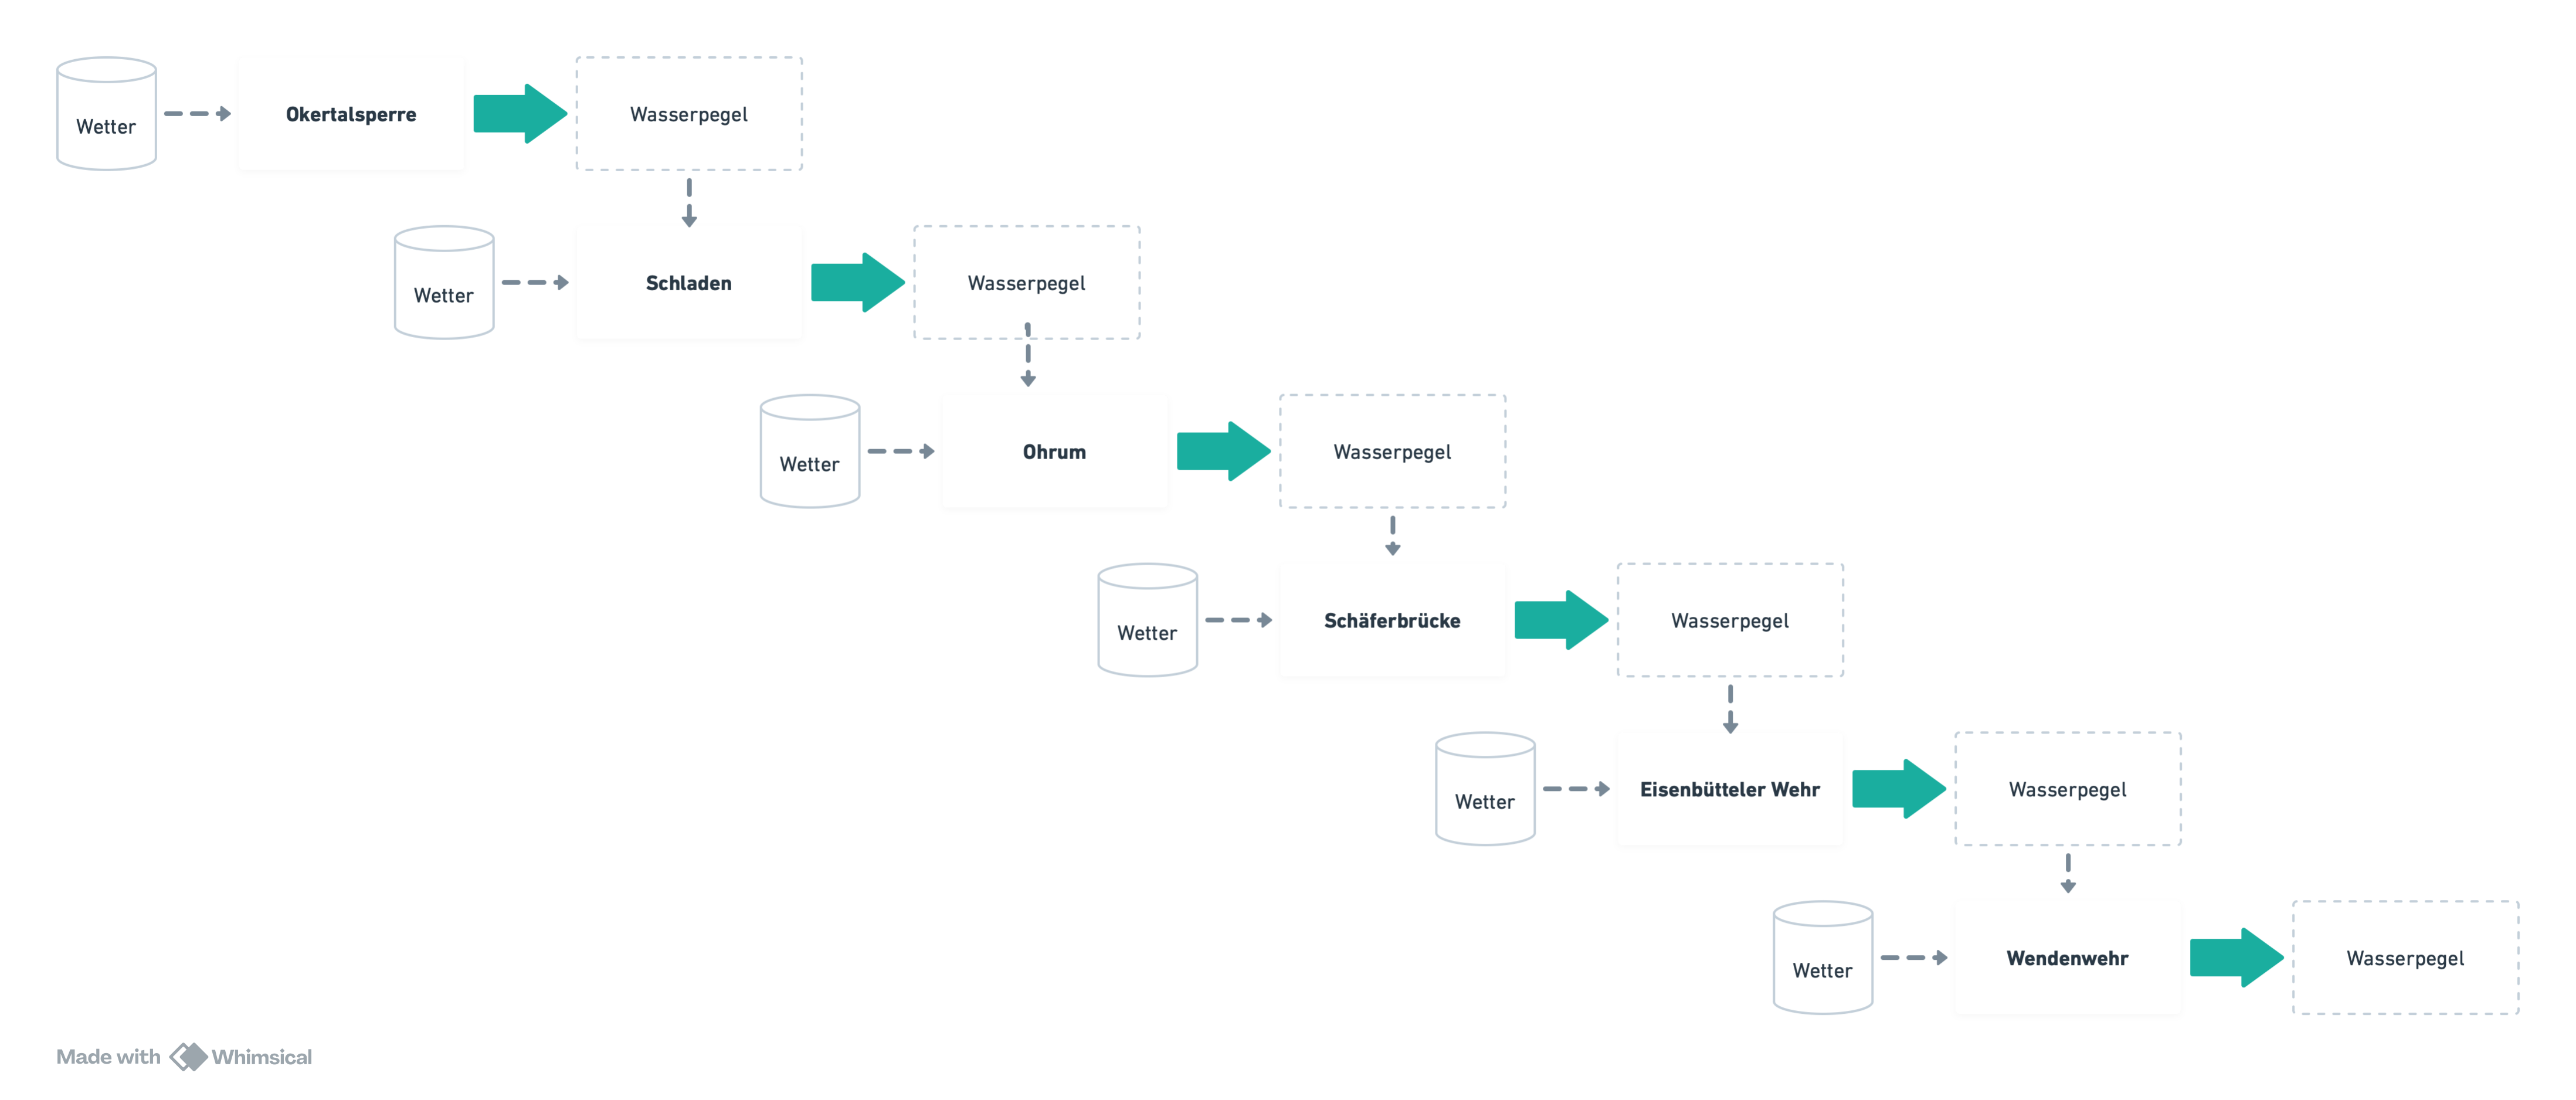 Wetter
Okertalsperre
Wasserpegel
Wetter
Schladen
Wasserpegel
Wetter
Ohrum
Wasserpegel
Wetter
Schäferbrücke
Wasserpegel
Wetter
Eisenbütteler Wehr
Wasserpegel
Wetter
Wendenwehr
Wasserpegel
Made with Whimsical